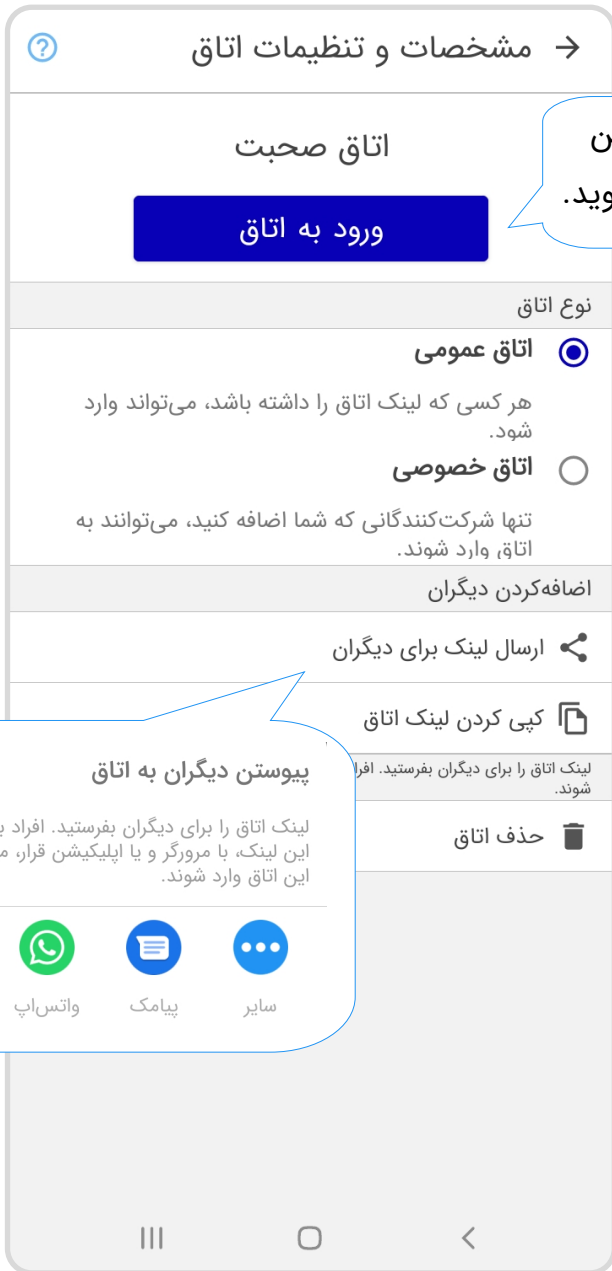 مشخصات و تنظیمات اتاق
اتاق صحبت
ورود به اتاق
نوع اتاق
اتاق عمومی
هر کسی که لینک اتاق را داشته باشد، می‌تواند وارد
شود.
اتاق خصوصی
تنها شرکت‌کنندگانی که شما اضافه کنید، می‌توانند به
اتاق وارد شوند.
اضافه‌کردن دیگران
ارسال لینک برای دیگران
کپی کردن لینک اتاق
لینک اتاق را برای دیگران بفرستید.
شوند.
حذف اتاق
پیوستن دیگران به اتاق
لینک اتاق را برای دیگران بفرستید. افراد
این لینک، با مرورگر و یا اپلیکیشن قرار،
این اتاق وارد شوند.
سایر
پیامک
واتس‌اپ